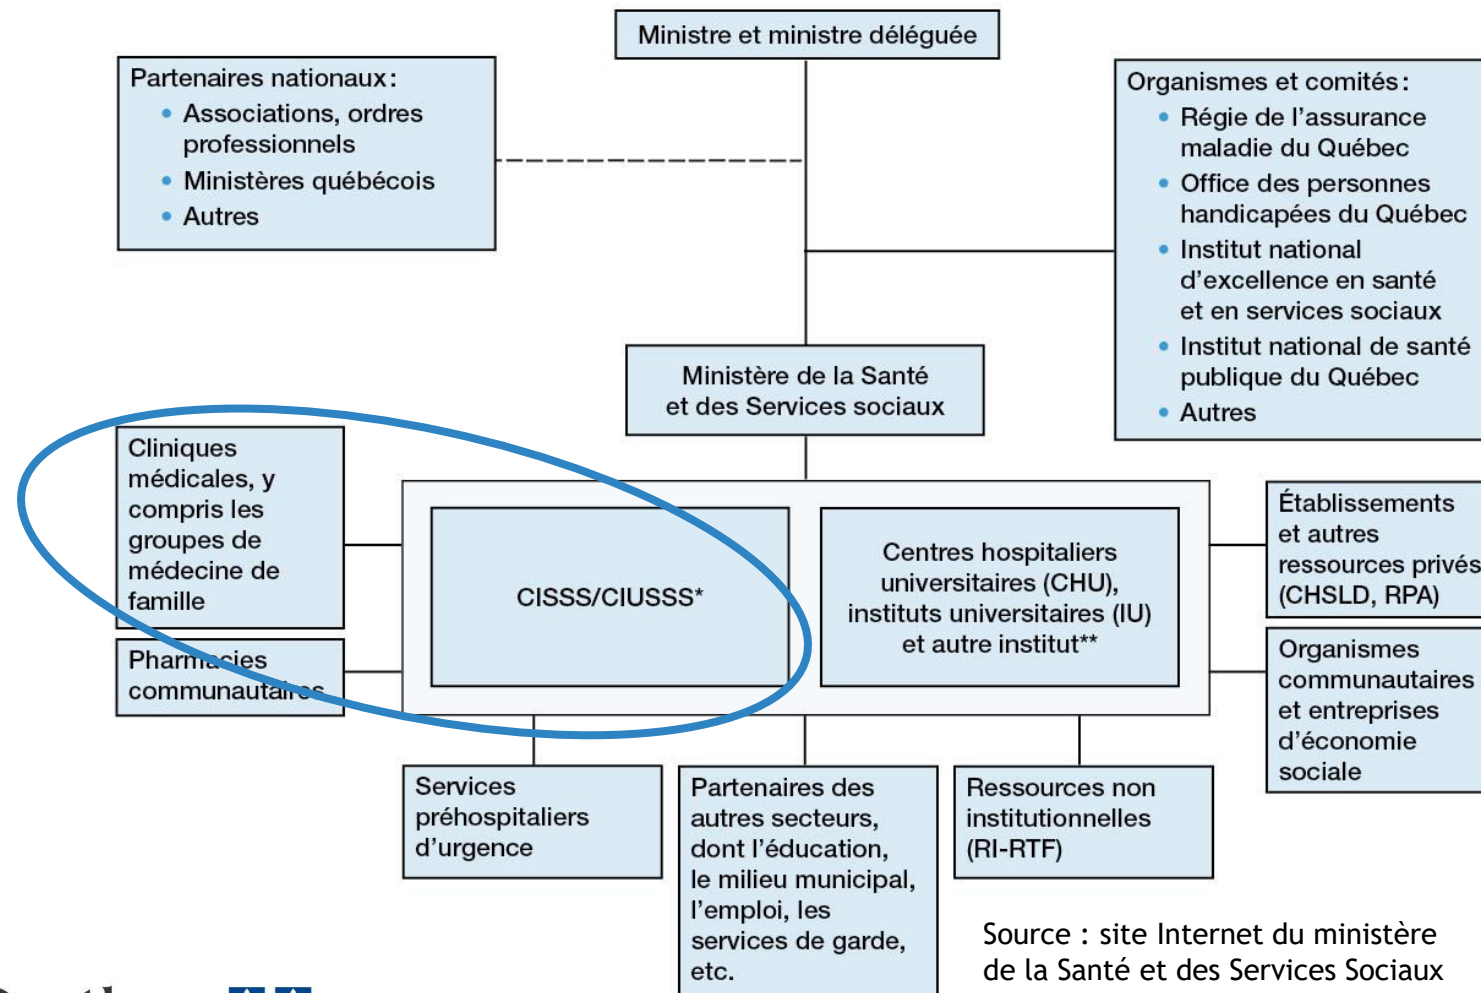 Ministre et ministre déléguée
Partenaires nationaux :
• Associations, ordres
professionnels
• Ministères québécois
• Autres
Organismes et comités :
• Régie de l'assurance
maladie du Québec
• Office des personnes
handicapées du Québec
• Institut national
d'excellence en santé
et en services sociaux
• Institut national de santé
publique du Québec
• Autres
Ministère de la Santé
et des Services sociaux
Cliniques
médicales, y
compris les
groupes de
médecine de
famille
Pharmacies
communautaires
CISSS/CIUSSS*
Centres hospitaliers
universitaires (CHU),
instituts universitaires (IU)
et autre institut**
Établissements
et autres
ressources privés
(CHSLD, RPA)
Organismes
communautaires
et entreprises
d'économie
sociale
Services
préhospitaliers
d'urgence
Partenaires des
autres secteurs,
dont l'éducation,
le milieu municipal,
l'emploi, les
services de garde,
etc.
Ressources non
institutionnelles
(RI-RTF)
Source : site Internet du ministère
de la Santé et des Services Sociaux